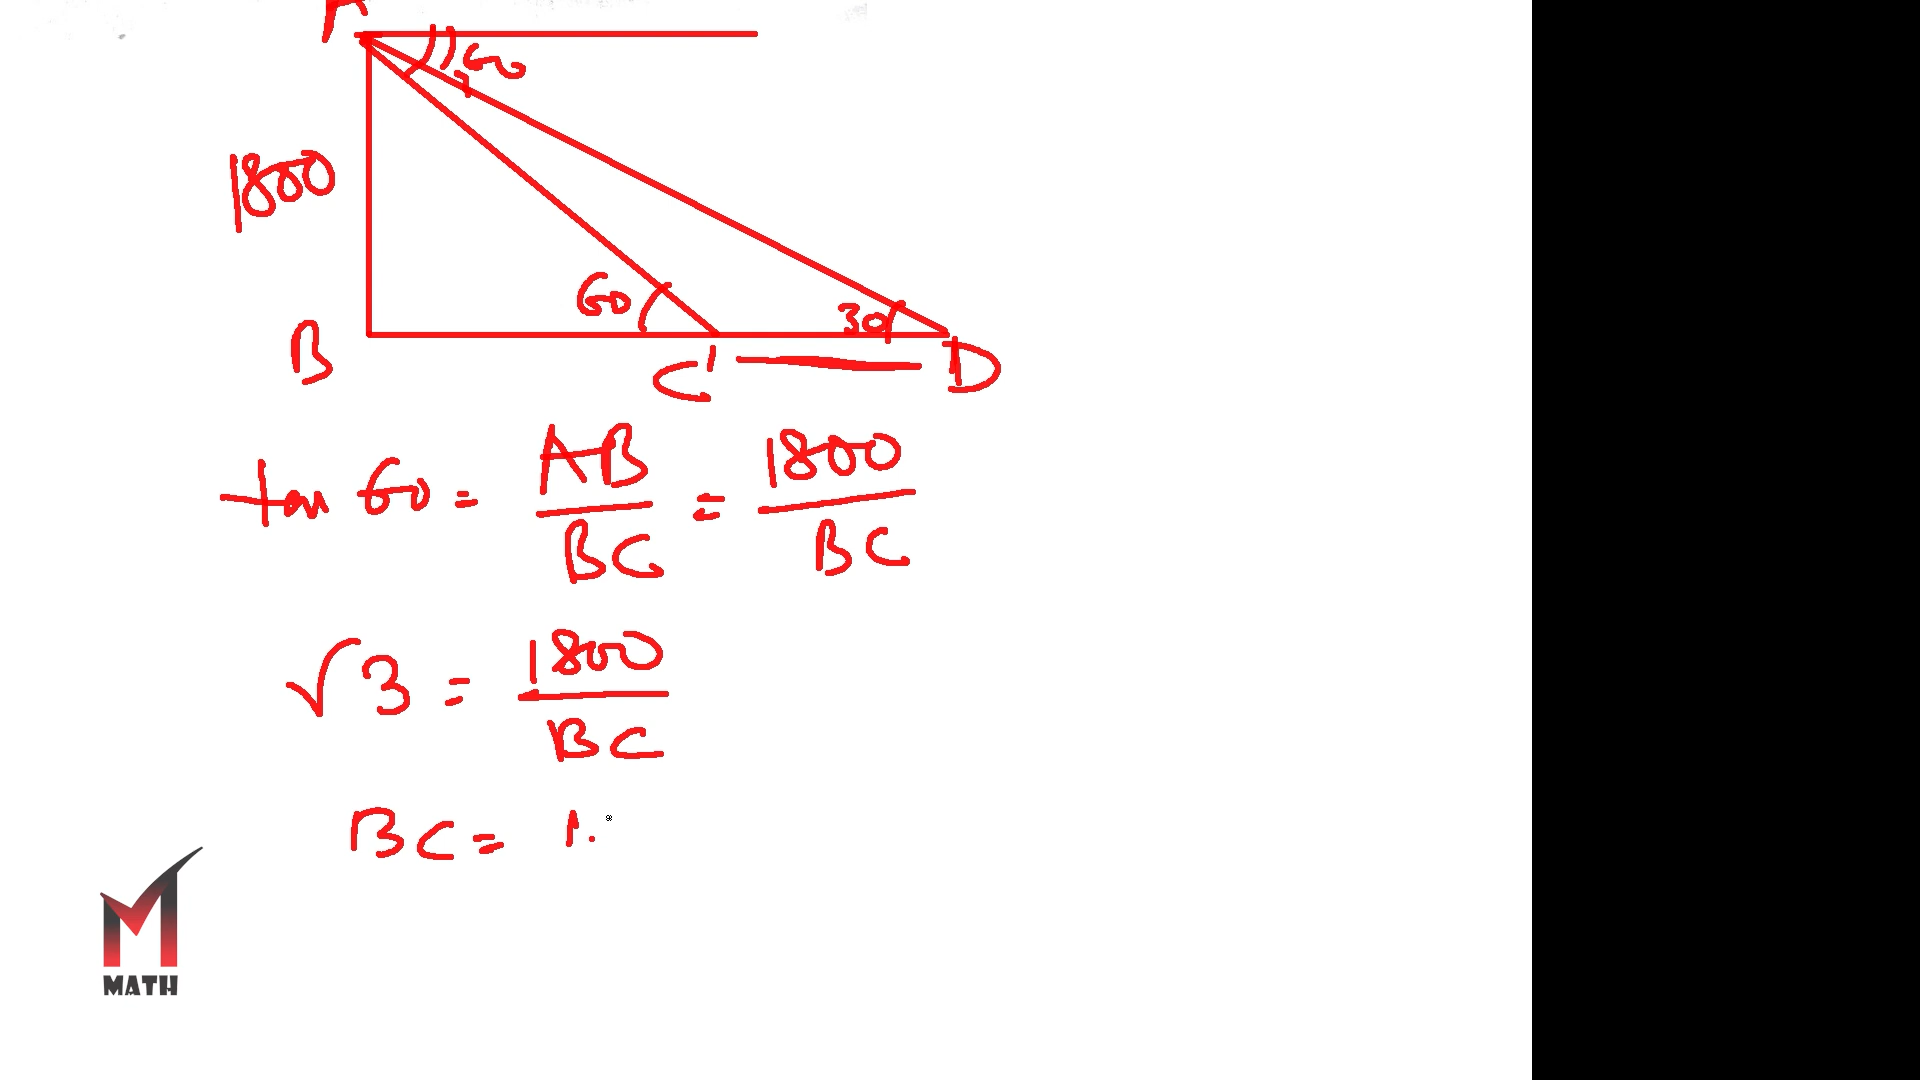 A
60
1800
60
30
B
C
D
tan 60 = AB/BC = 1800/BC
√3 = 1800/BC
BC = 1
MATH